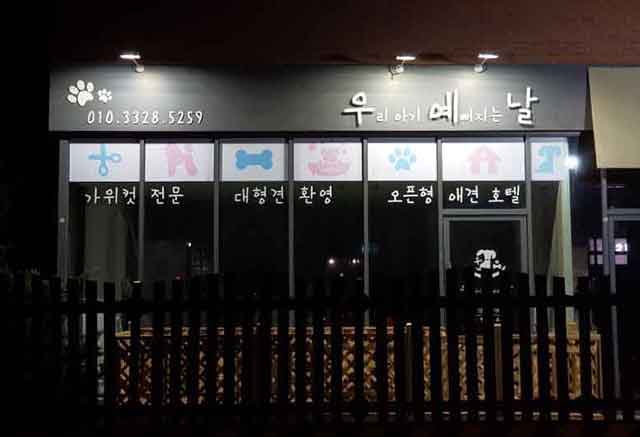 010.3328.5259
우리 아기 예뻐지는 날
가위컷 전문 대형견 환영 오픈형 애견 호텔